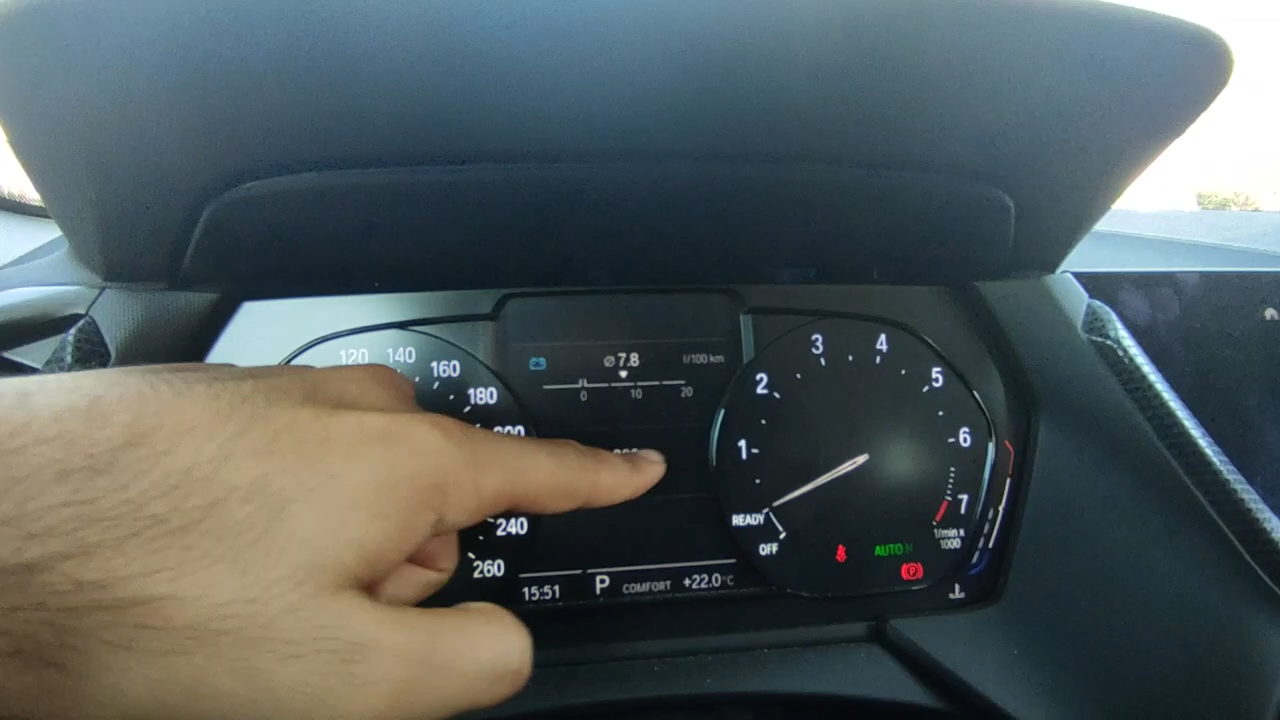 120 140
160
180
240
260
⌀ 7.8 l/100 km
0 10 20
15:51 P COMFORT +22.0°C
1
2
3
4
5
6
7
1/min x
1000
READY
OFF
AUTO H
(P)